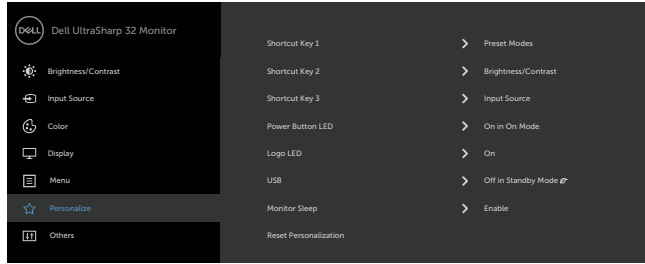 DELL Dell UltraSharp 32 Monitor
Brightness/Contrast
Input Source
Color
Display
Menu
Personalize
Others
Shortcut Key 1 Preset Modes
Shortcut Key 2 Brightness/Contrast
Shortcut Key 3 Input Source
Power Button LED On in On Mode
Logo LED On
USB Off in Standby Mode
Monitor Sleep Enable
Reset Personalization